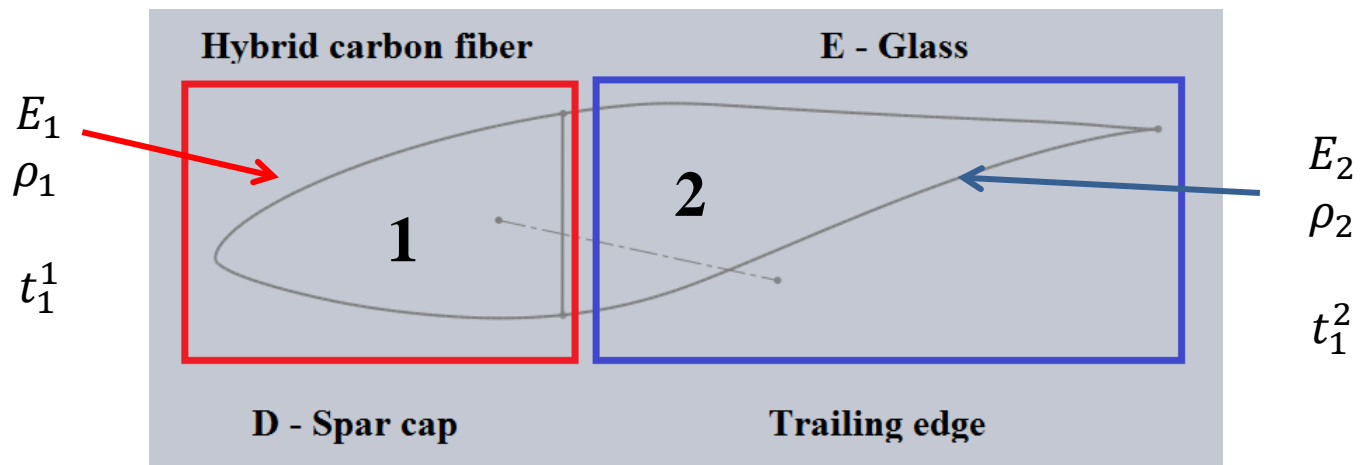 Hybrid carbon fiber
E - Glass
E₁
ρ₁
t₁¹
1
2
E₂
ρ₂
t₁²
D - Spar cap
Trailing edge